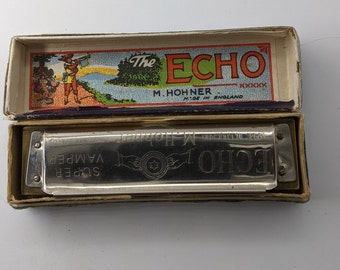 The ECHO
M. HOHNER
MADE IN ENGLAND
ECHO
M. Hohner
SUPER
VAMPER